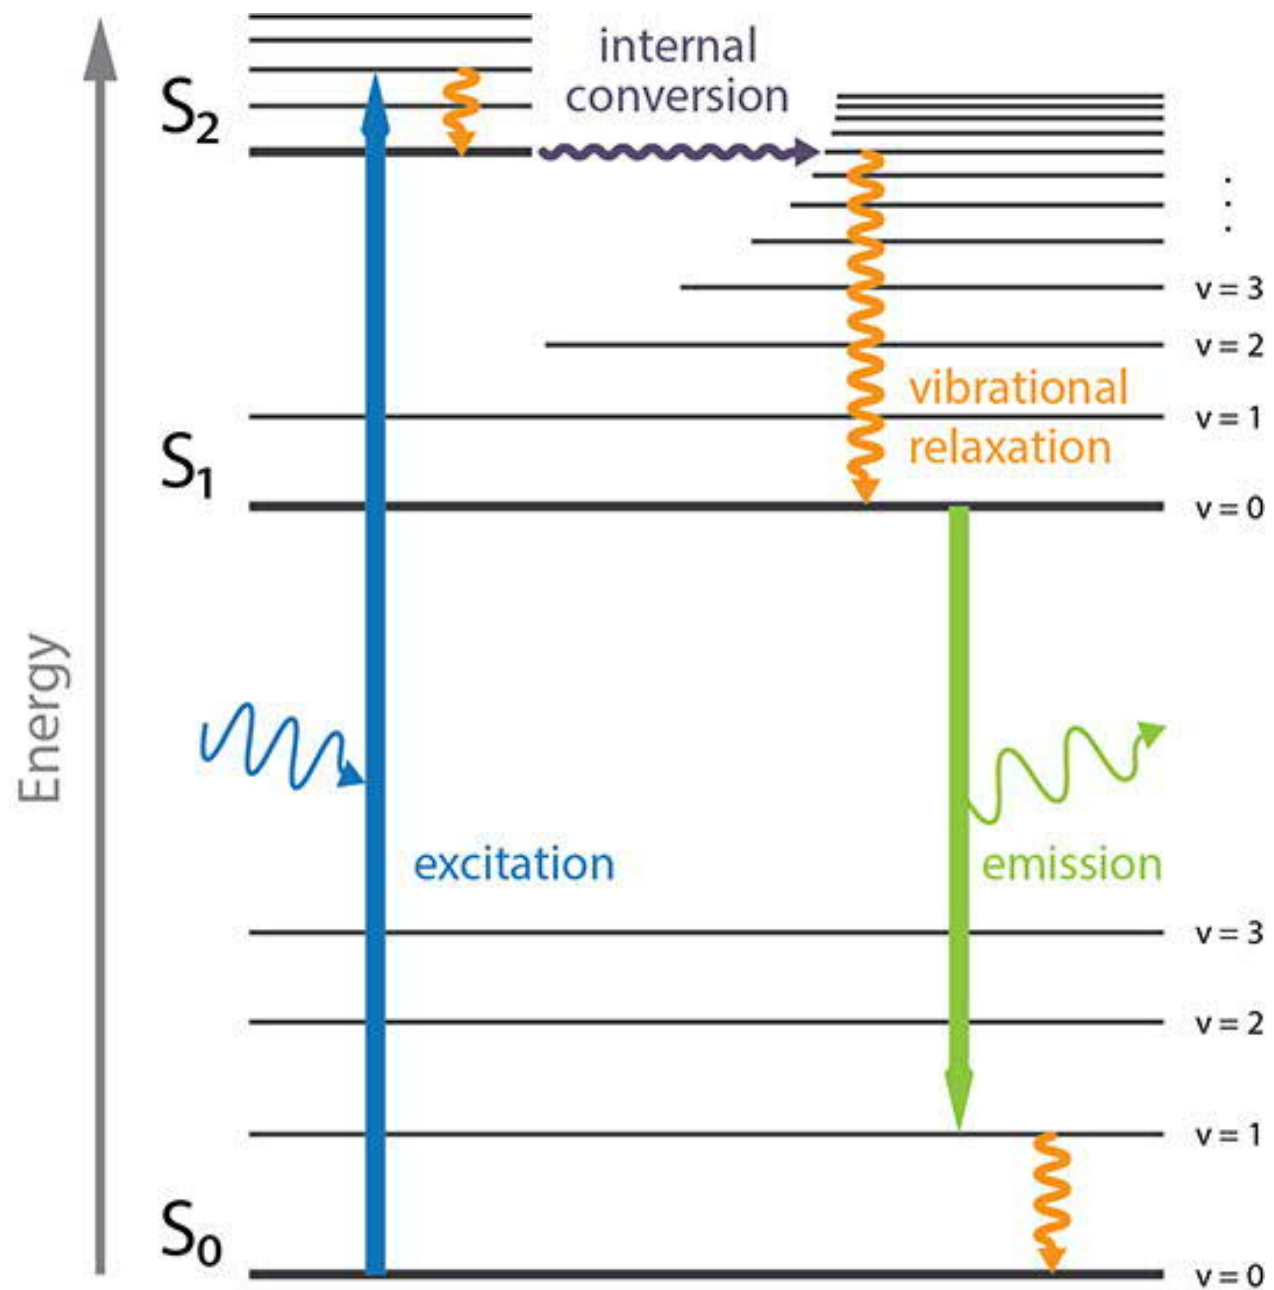 internal
conversion
S2
v = 3
v = 2
vibrational
relaxation
v = 1
S1
v = 0
Energy
excitation
emission
v = 3
v = 2
v = 1
S0
v = 0